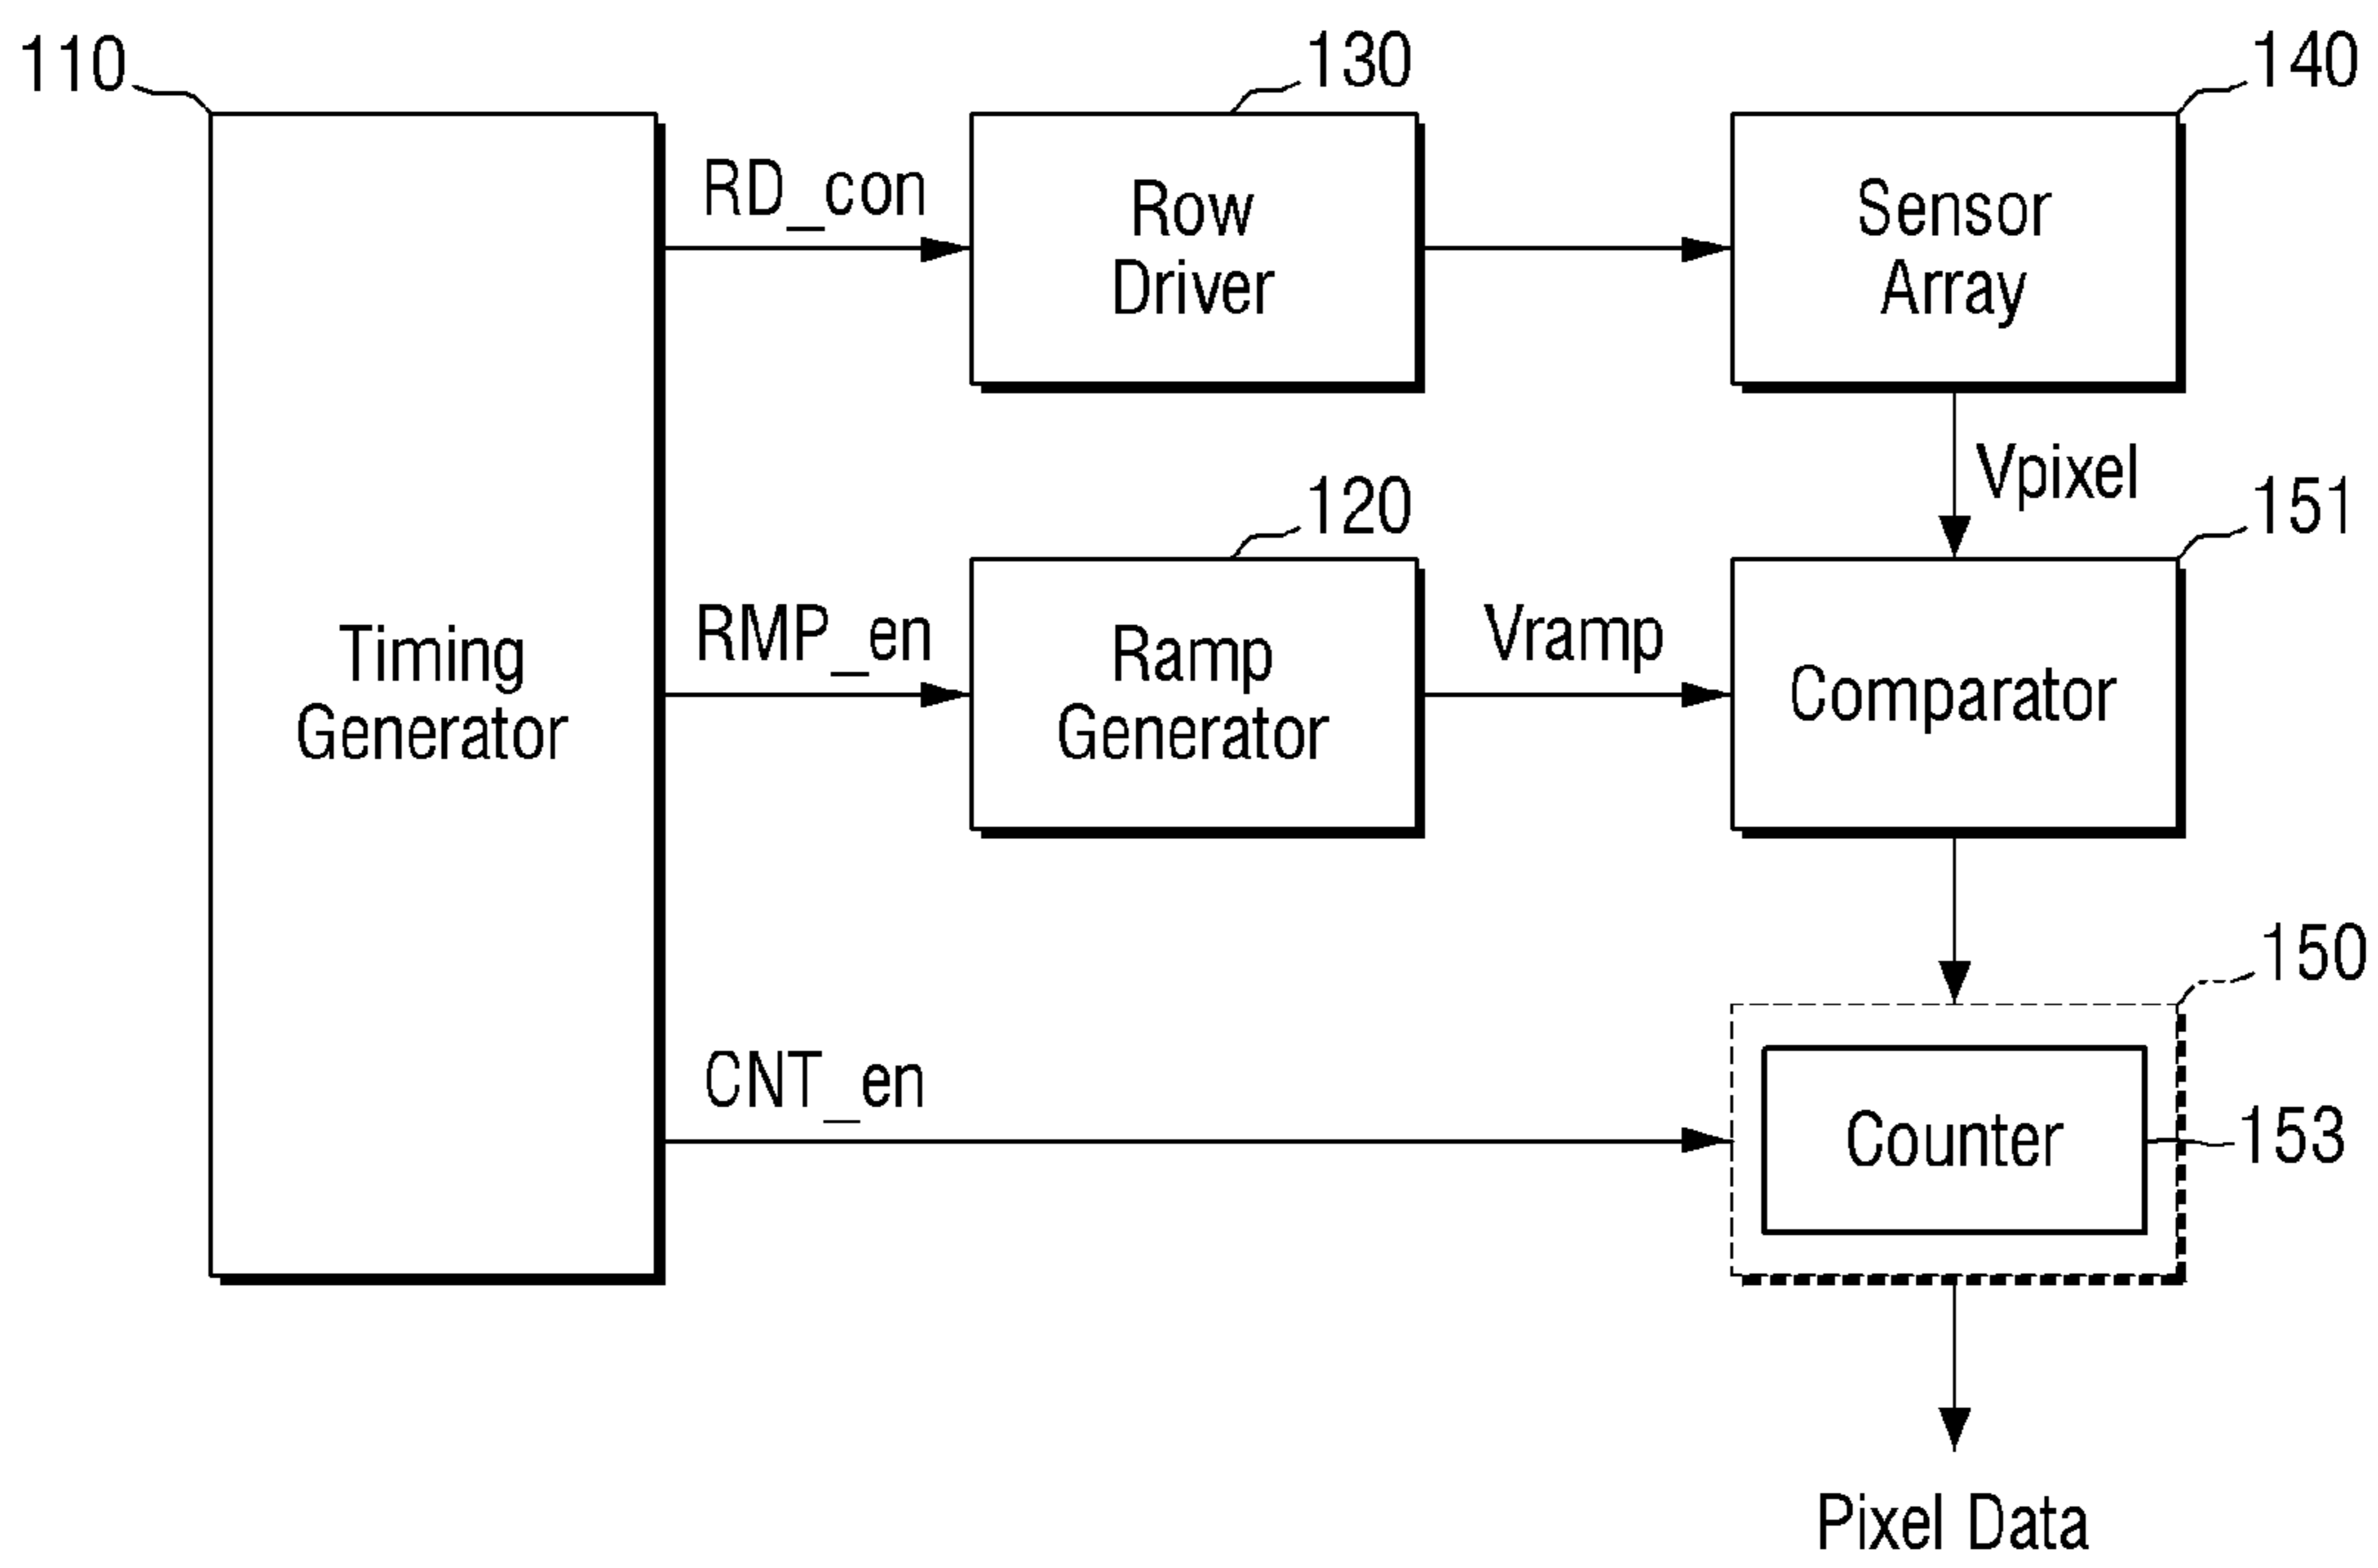 110
130
140
RD_con
Row
Driver
Sensor
Array
Vpixel
120
151
RMP_en
Vramp
Timing
Generator
Ramp
Generator
Comparator
150
CNT_en
Counter
153
Pixel Data